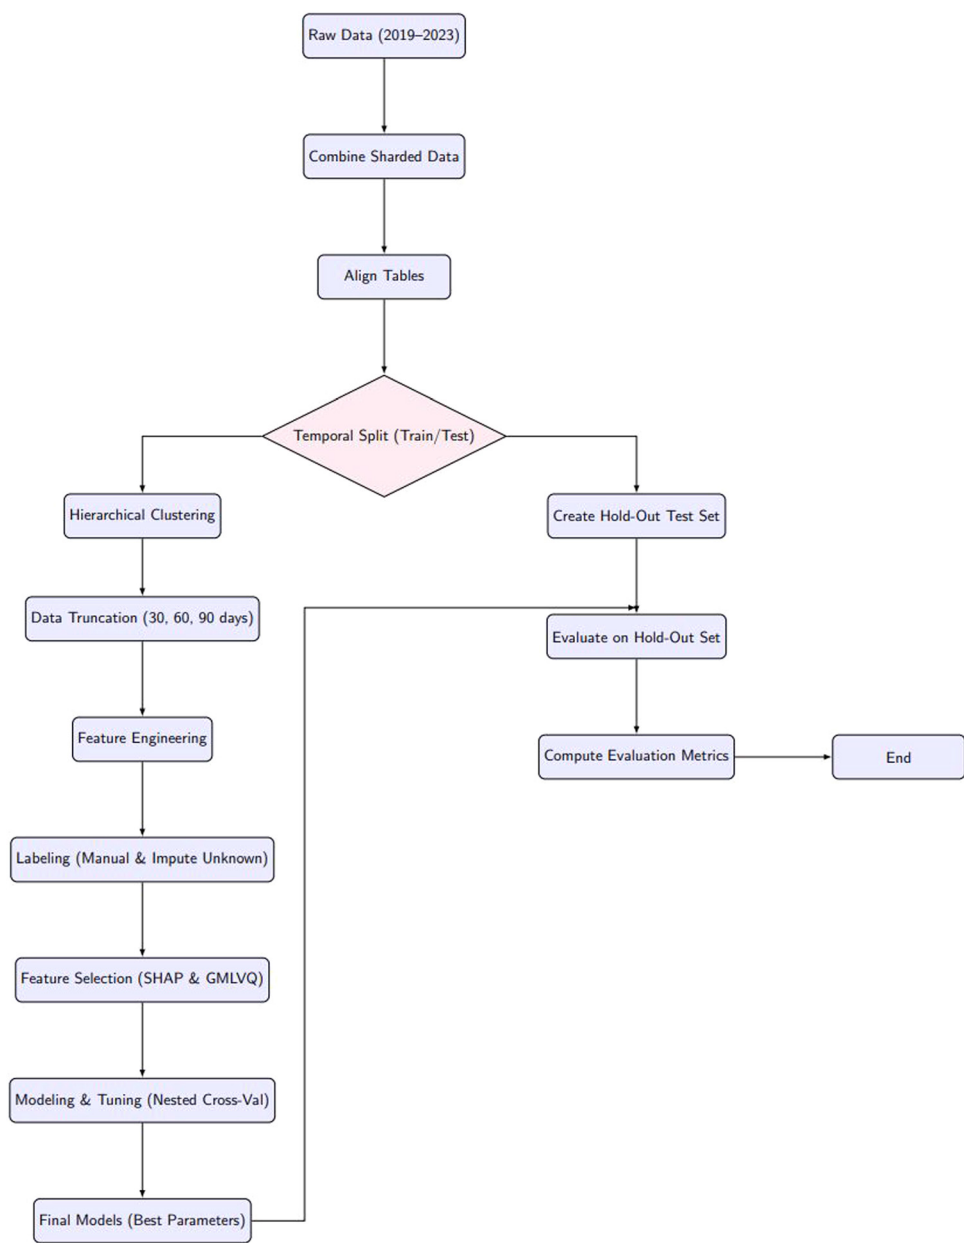 Raw Data (2019–2023)
Combine Sharded Data
Align Tables
Temporal Split (Train/Test)
Hierarchical Clustering
Create Hold-Out Test Set
Data Truncation (30, 60, 90 days)
Evaluate on Hold-Out Set
Feature Engineering
Compute Evaluation Metrics
End
Labeling (Manual & Impute Unknown)
Feature Selection (SHAP & GMLVQ)
Modeling & Tuning (Nested Cross-Val)
Final Models (Best Parameters)